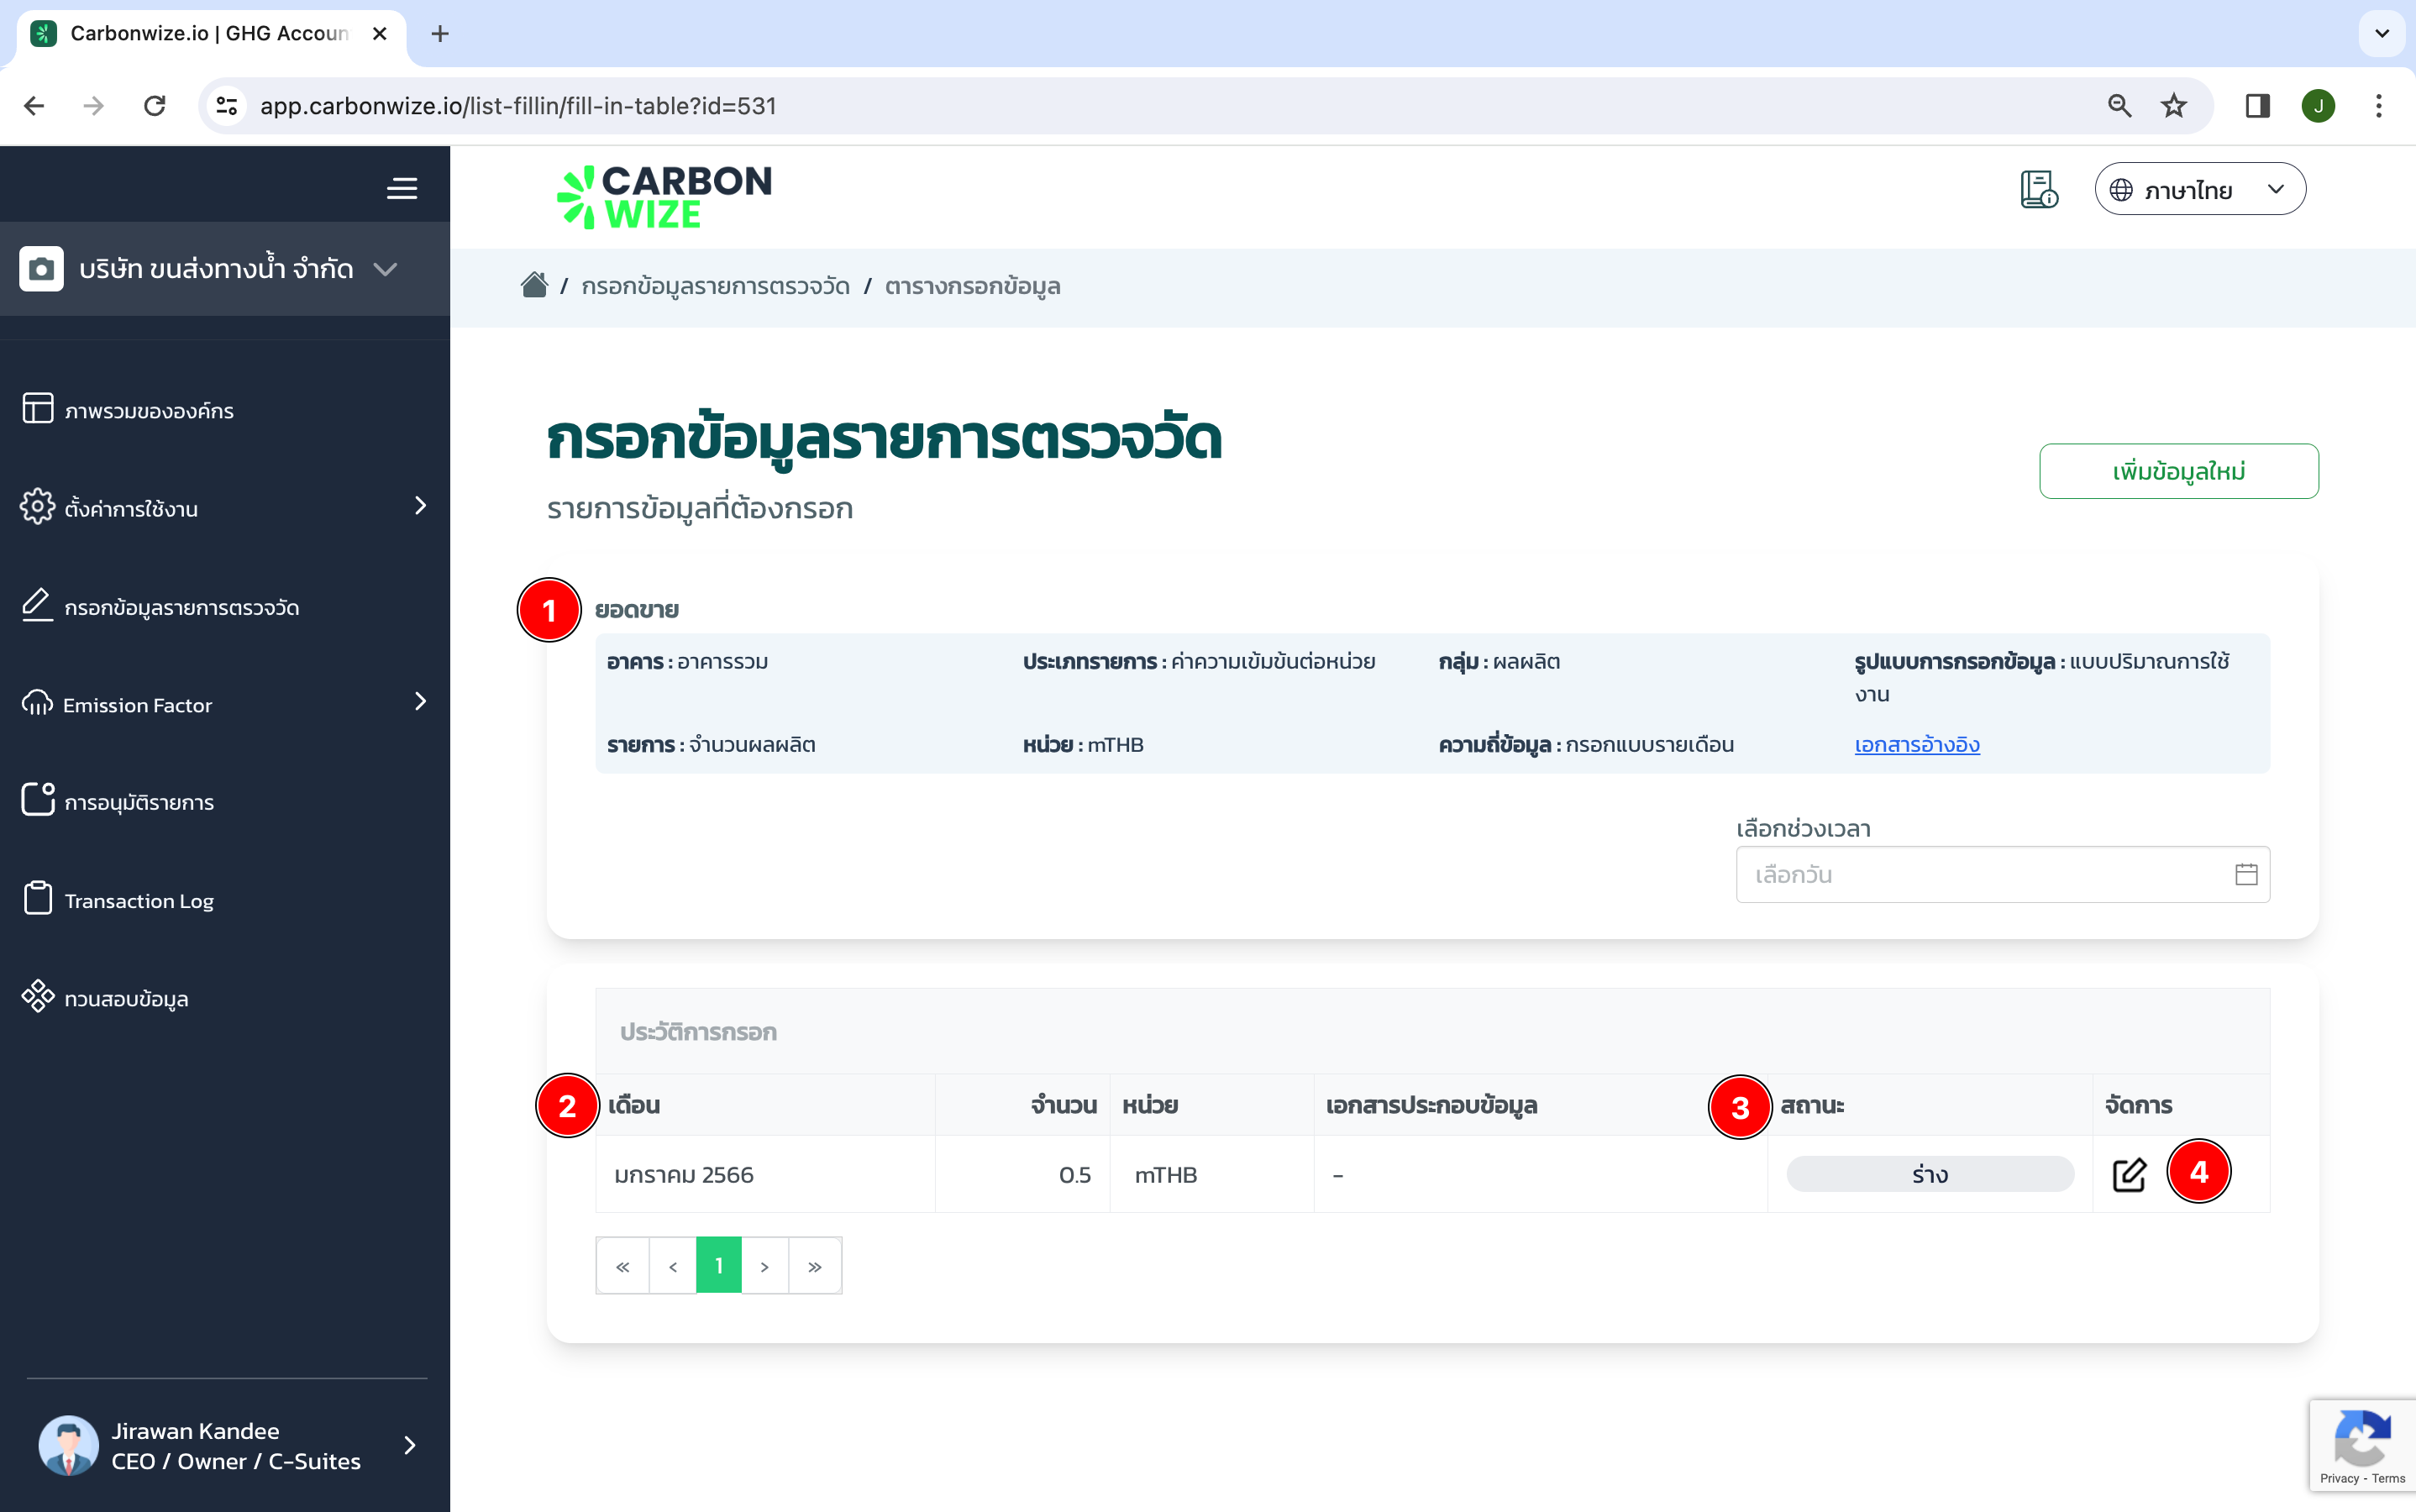 Carbonwize.io | GHG Accoun
app.carbonwize.io/list-fillin/fill-in-table?id=531
J
CARBON
WIZE
ภาษาไทย
บริษัท ขนส่งทางน้ำ จำกัด
/ กรอกข้อมูลรายการตรวจวัด / ตารางกรอกข้อมูล
ภาพรวมขององค์กร
ตั้งค่าการใช้งาน
กรอกข้อมูลรายการตรวจวัด
Emission Factor
การอนุมัติรายการ
Transaction Log
ทวนสอบข้อมูล
Jirawan Kandee
CEO / Owner / C-Suites
กรอกข้อมูลรายการตรวจวัด
รายการข้อมูลที่ต้องกรอก
เพิ่มข้อมูลใหม่
1 ยอดขาย
อาคาร : อาคารรวม ประเภทรายการ : ค่าความเข้มข้นต่อหน่วย กลุ่ม : ผลผลิต รูปแบบการกรอกข้อมูล : แบบปริมาณการใช้
งาน
รายการ : จำนวนผลผลิต หน่วย : mTHB ความถี่ข้อมูล : กรอกแบบรายเดือน เอกสารอ้างอิง
เลือกช่วงเวลา
เลือกวัน
ประวัติการกรอก
2 เดือน จำนวน หน่วย เอกสารประกอบข้อมูล 3 สถานะ จัดการ
มกราคม 2566 0.5 mTHB - ร่าง 4
« < 1 > »
Privacy - Terms